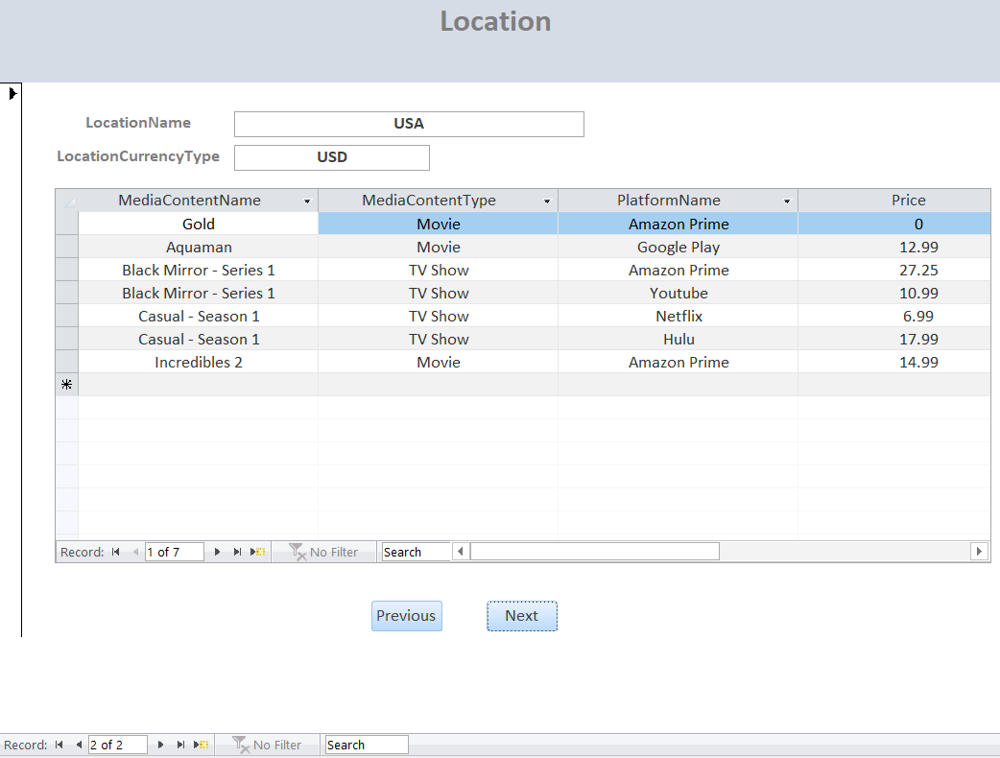 Location
LocationName USA
LocationCurrencyType USD
MediaContentName MediaContentType PlatformName Price
Gold Movie Amazon Prime 0
Aquaman Movie Google Play 12.99
Black Mirror - Series 1 TV Show Amazon Prime 27.25
Black Mirror - Series 1 TV Show Youtube 10.99
Casual - Season 1 TV Show Netflix 6.99
Casual - Season 1 TV Show Hulu 17.99
Incredibles 2 Movie Amazon Prime 14.99
Record: 1 of 7 No Filter Search
Previous Next
Record: 2 of 2 No Filter Search